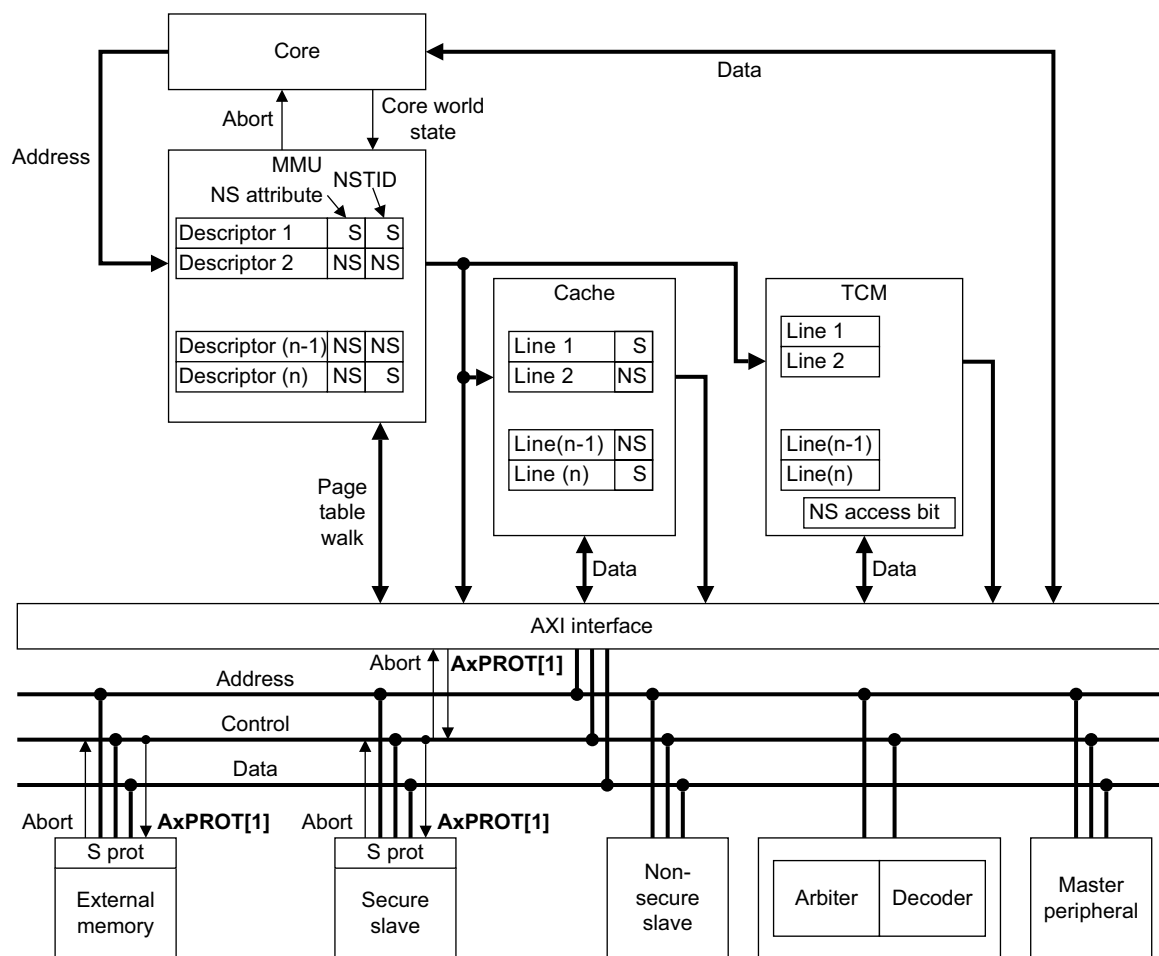 Core
Data
Abort
Core world
state
Address
MMU
NSTID
NS attribute
Descriptor 1 S S
Descriptor 2 NS NS
Descriptor (n-1) NS NS
Descriptor (n) NS S
Cache
Line 1 S
Line 2 NS
Line(n-1) NS
Line (n) S
TCM
Line 1
Line 2
Line(n-1)
Line(n)
NS access bit
Page
table
walk
Data
Data
AXI interface
Abort
AxPROT[1]
Address
Control
Data
Abort
AxPROT[1]
Abort
AxPROT[1]
S prot
External
memory
S prot
Secure
slave
Non-
secure
slave
Arbiter
Decoder
Master
peripheral